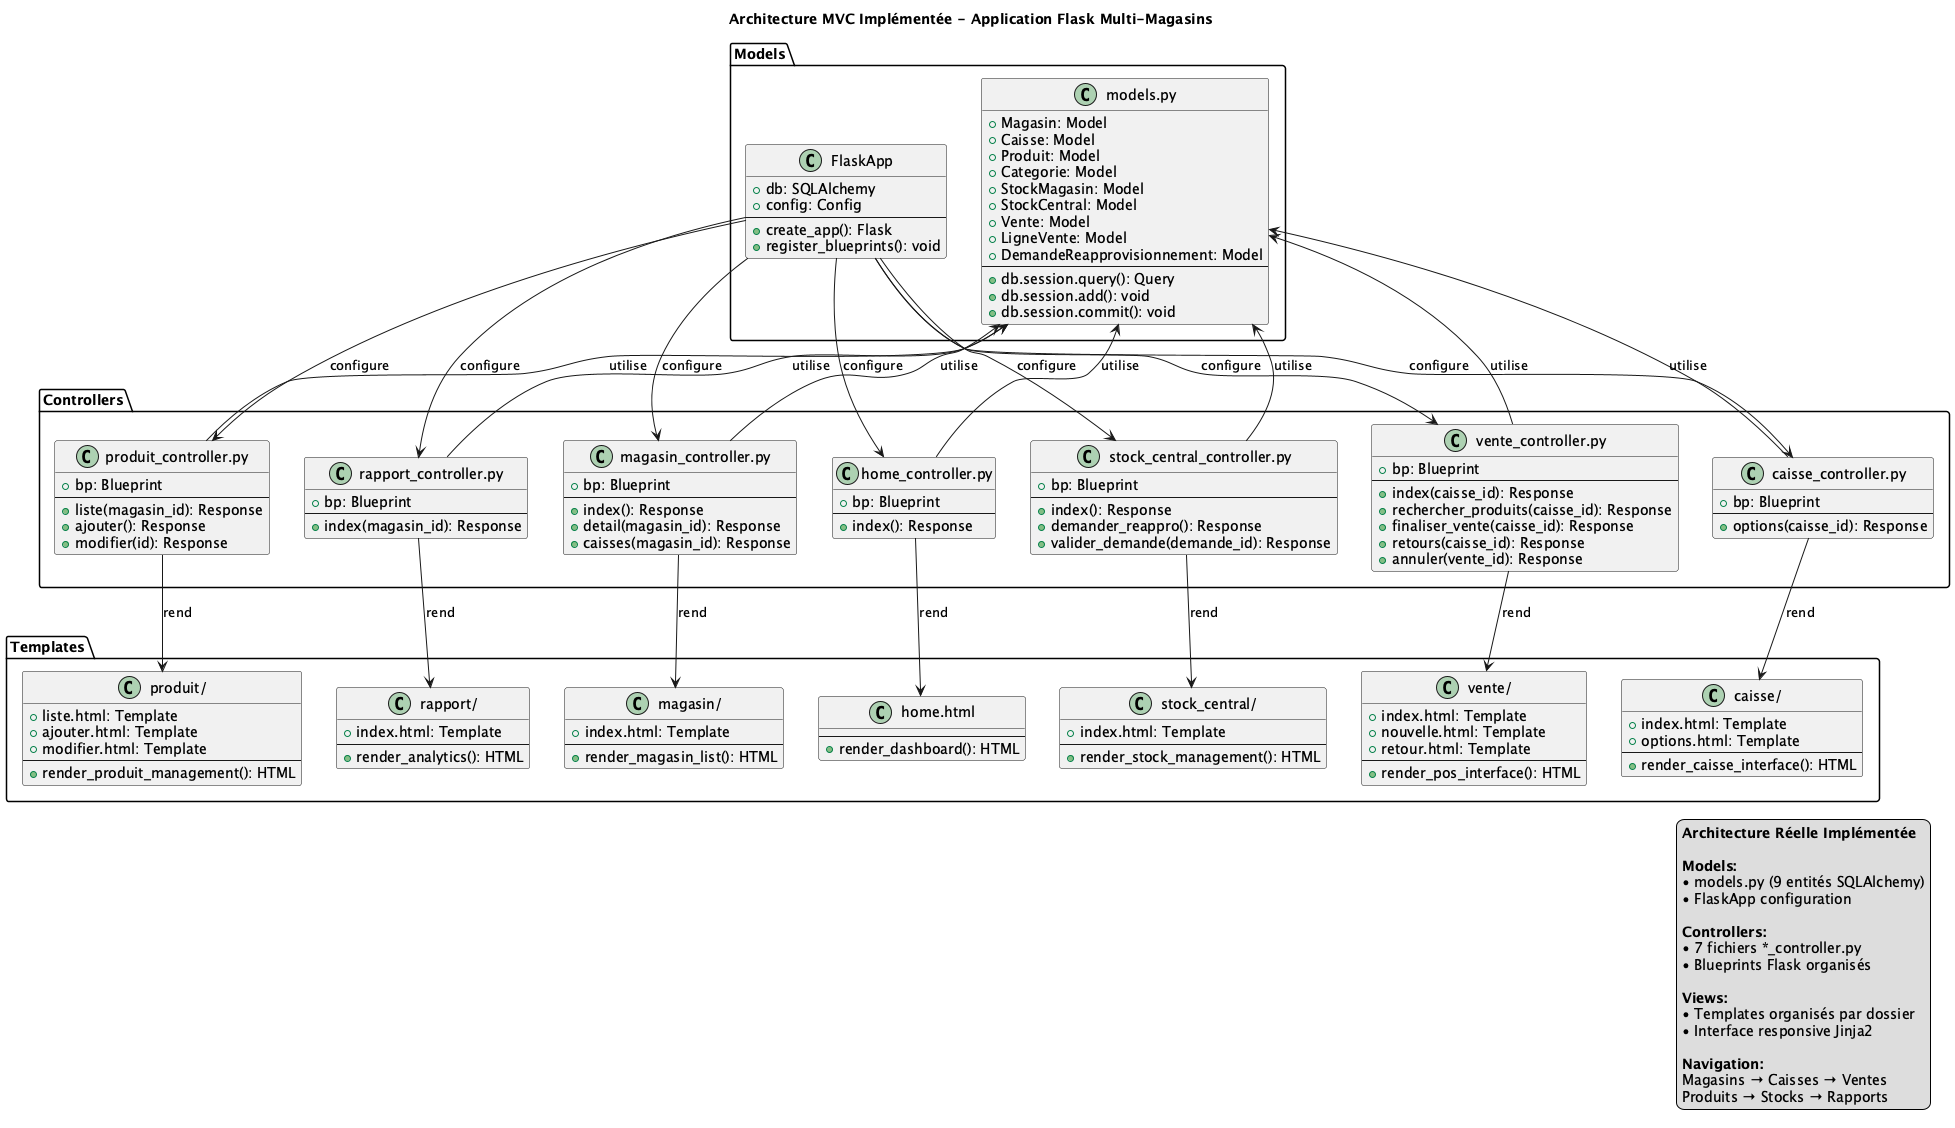 Architecture MVC Implémentée - Application Flask Multi-Magasins
Models
C models.py
Magasin: Model
Caisse: Model
Produit: Model
Categorie: Model
StockMagasin: Model
StockCentral: Model
Vente: Model
LigneVente: Model
DemandeReapprovisionnement: Model
db.session.query(): Query
db.session.add(): void
db.session.commit(): void
C FlaskApp
db: SQLAlchemy
config: Config
create_app(): Flask
register_blueprints(): void
configure
configure
utilise
configure
utilise
configure
utilise
configure
utilise
configure
utilise
configure
utilise
utilise
Controllers
C produit_controller.py
bp: Blueprint
liste(magasin_id): Response
ajouter(): Response
modifier(id): Response
C rapport_controller.py
bp: Blueprint
index(magasin_id): Response
C magasin_controller.py
bp: Blueprint
index(): Response
detail(magasin_id): Response
caisses(magasin_id): Response
C home_controller.py
bp: Blueprint
index(): Response
C stock_central_controller.py
bp: Blueprint
index(): Response
demander_reappro(): Response
valider_demande(demande_id): Response
C vente_controller.py
bp: Blueprint
index(caisse_id): Response
rechercher_produits(caisse_id): Response
finaliser_vente(caisse_id): Response
retours(caisse_id): Response
annuler(vente_id): Response
C caisse_controller.py
bp: Blueprint
options(caisse_id): Response
rend
rend
rend
rend
rend
rend
rend
Templates
C produit/
liste.html: Template
ajouter.html: Template
modifier.html: Template
render_produit_management(): HTML
C rapport/
index.html: Template
render_analytics(): HTML
C magasin/
index.html: Template
render_magasin_list(): HTML
C home.html
render_dashboard(): HTML
C stock_central/
index.html: Template
render_stock_management(): HTML
C vente/
index.html: Template
nouvelle.html: Template
retour.html: Template
render_pos_interface(): HTML
C caisse/
index.html: Template
options.html: Template
render_caisse_interface(): HTML
Architecture Réelle Implémentée
Models:
• models.py (9 entités SQLAlchemy)
• FlaskApp configuration
Controllers:
• 7 fichiers *_controller.py
• Blueprints Flask organisés
Views:
• Templates organisés par dossier
• Interface responsive Jinja2
Navigation:
Magasins → Caisses → Ventes
Produits → Stocks → Rapports